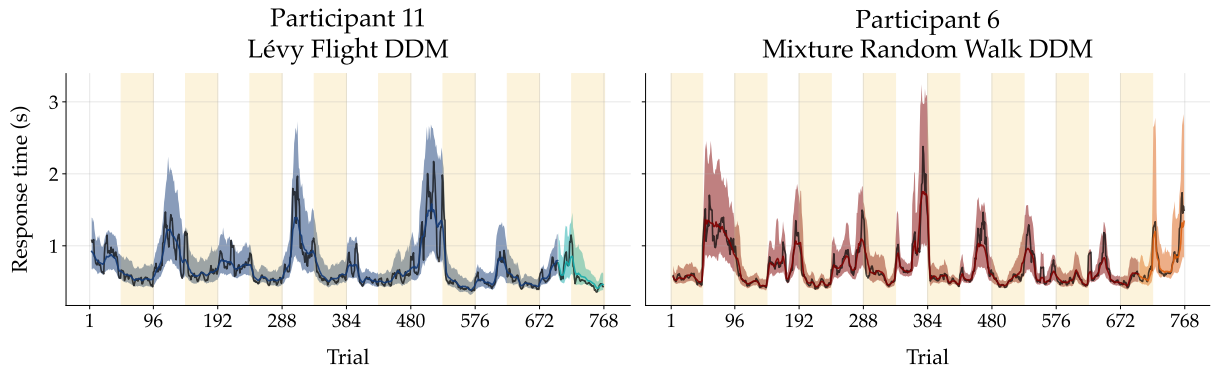 Participant 11
Lévy Flight DDM
Participant 6
Mixture Random Walk DDM
Response time (s)
3
2
1
1 96 192 288 384 480 576 672 768
1 96 192 288 384 480 576 672 768
Trial
Trial